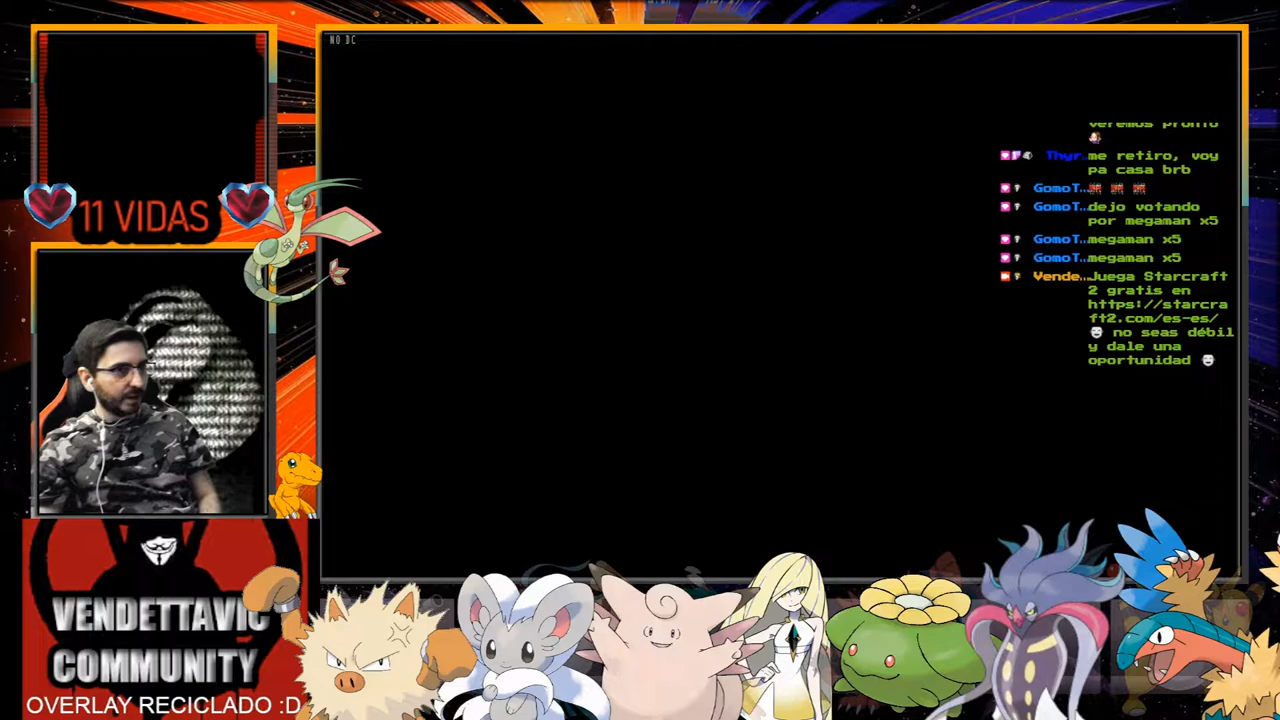 NO DC
11 VIDAS
veremos pronto
Thyr.. me retiro, voy
pa casa brb
GomoT..
GomoT.. dejo votando
por megaman x5
GomoT.. megaman x5
GomoT.. megaman x5
Vende.. Juega Starcraft
2 gratis en
https://starcra
ft2.com/es-es/
no seas débil
y dale una
oportunidad
VENDETTAVIC
COMMUNITY
OVERLAY RECICLADO :D